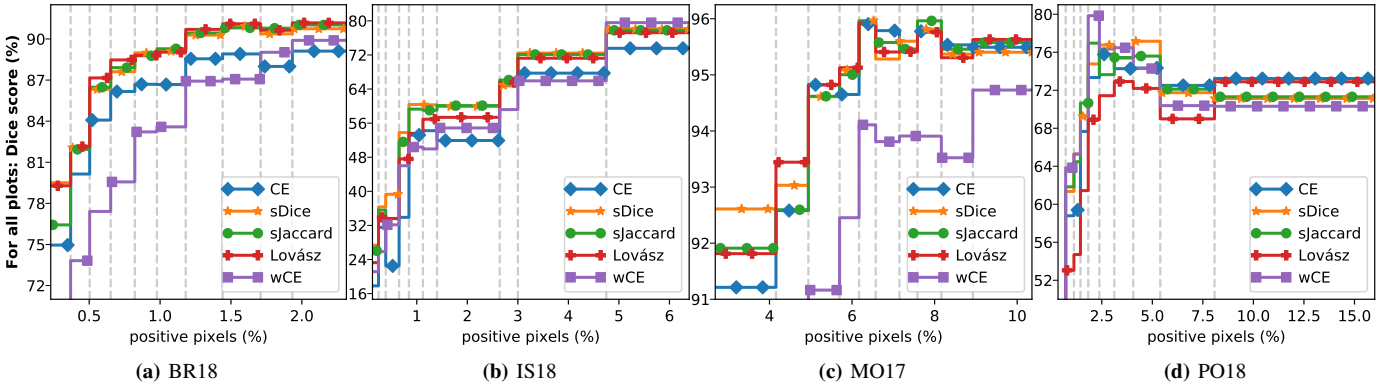 For all plots: Dice score (%)
90
87
84
81
78
75
72
0.5 1.0 1.5 2.0
positive pixels (%)
CE
sDice
sJaccard
Lovász
wCE
(a) BR18
80
72
64
56
48
40
32
24
16
1 2 3 4 5 6
positive pixels (%)
CE
sDice
sJaccard
Lovász
wCE
(b) IS18
96
95
94
93
92
91
4 6 8 10
positive pixels (%)
CE
sDice
sJaccard
Lovász
wCE
(c) MO17
80
76
72
68
64
60
56
52
2.5 5.0 7.5 10.0 12.5 15.0
positive pixels (%)
CE
sDice
sJaccard
Lovász
wCE
(d) PO18